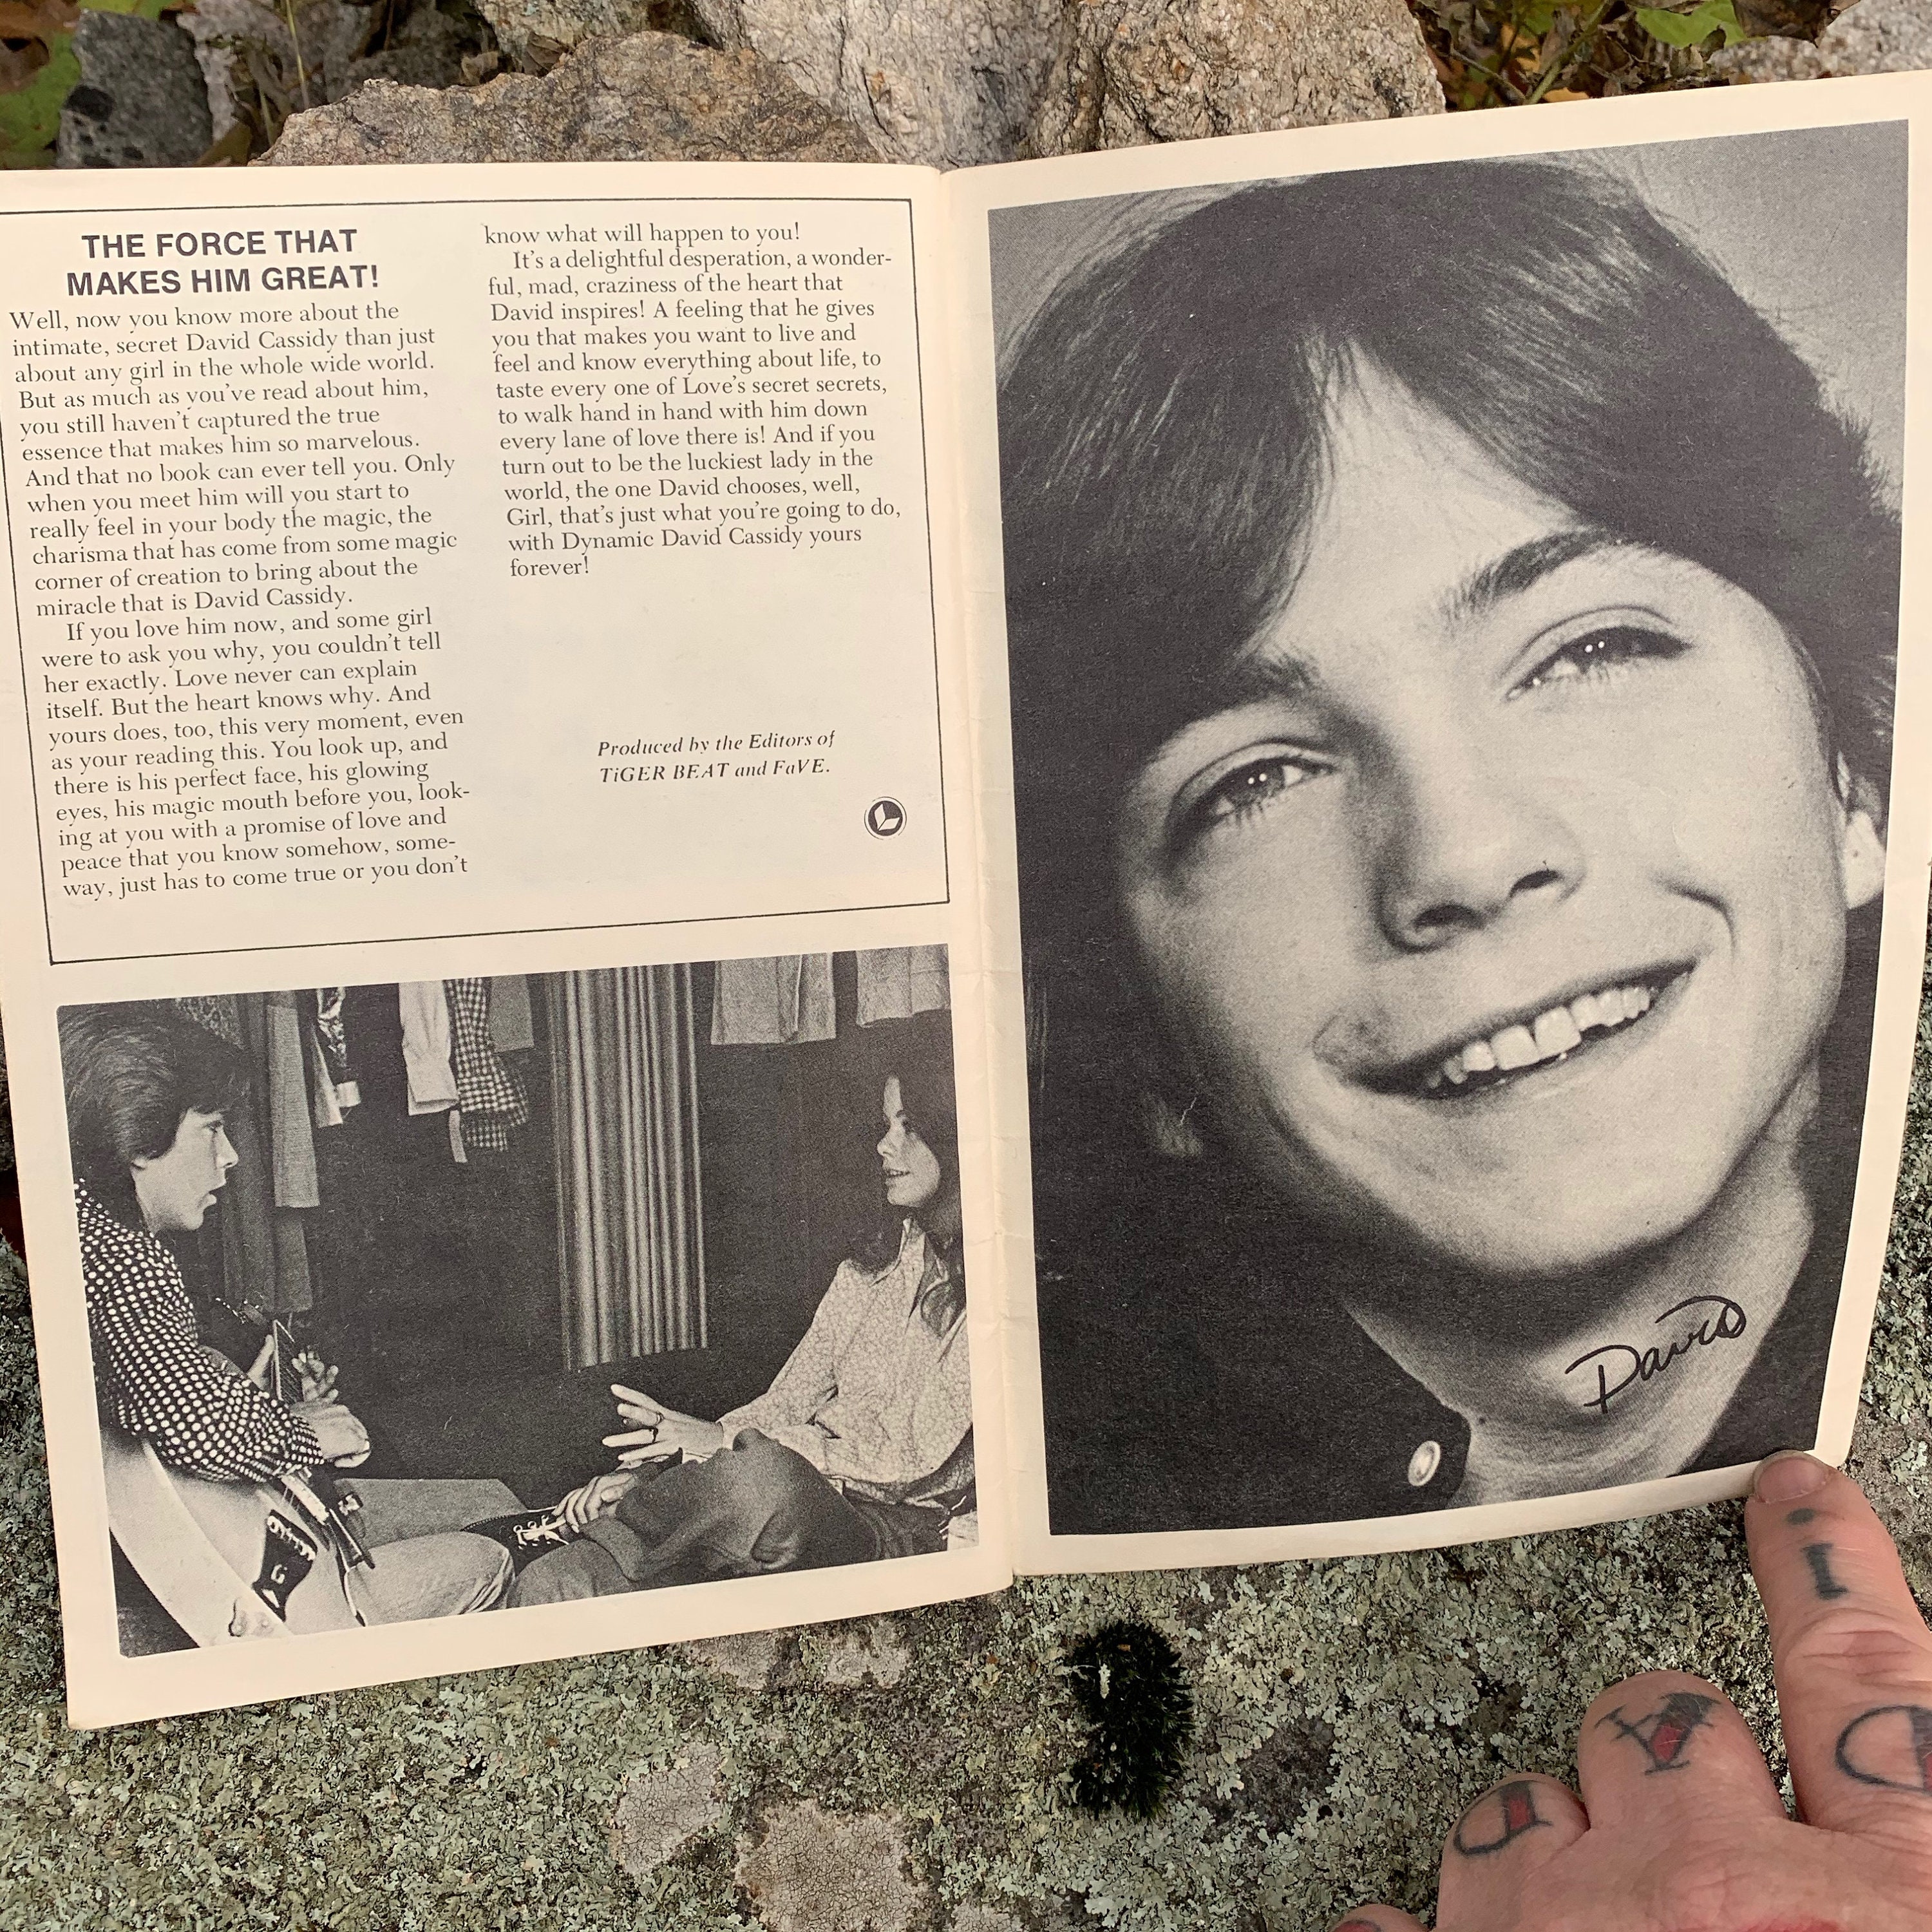 THE FORCE THAT
MAKES HIM GREAT!
Well, now you know more about the
intimate, secret David Cassidy than just
about any girl in the whole wide world.
But as much as you've read about him,
you still haven't captured the true
essence that makes him so marvelous.
And that no book can ever tell you. Only
when you meet him will you start to
really feel in your body the magic, the
charisma that has come from some magic
corner of creation to bring about the
miracle that is David Cassidy.
If you love him now, and some girl
were to ask you why, you couldn't tell
her exactly. Love never can explain
itself. But the heart knows why. And
yours does, too, this very moment, even
as your reading this. You look up, and
there is his perfect face, his glowing
eyes, his magic mouth before you, look-
ing at you with a promise of love and
peace that you know somehow, some-
way, just has to come true or you don't
know what will happen to you!
It's a delightful desperation, a wonder-
ful, mad, craziness of the heart that
David inspires! A feeling that he gives
you that makes you want to live and
feel and know everything about life, to
taste every one of Love's secret secrets,
to walk hand in hand with him down
every lane of love there is! And if you
turn out to be the luckiest lady in the
world, the one David chooses, well,
Girl, that's just what you're going to do,
with Dynamic David Cassidy yours
forever!
Produced by the Editors of
TiGER BEAT and FaVE.
David
i
A
D